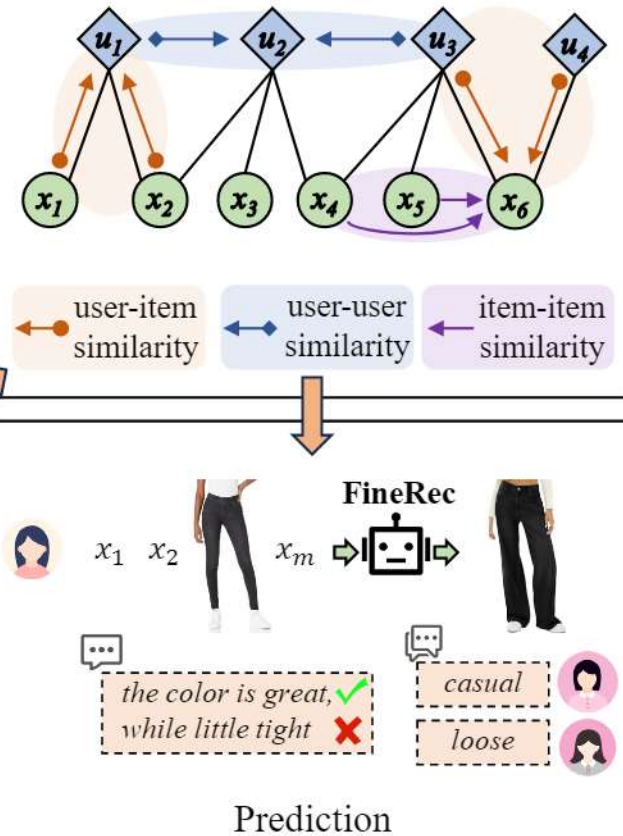 u1 u2 u3 u4
x1 x2 x3 x4 x5 x6
user-item similarity
user-user similarity
item-item similarity
FineRec
x1 x2 xm
the color is great,
while little tight
casual
loose
Prediction